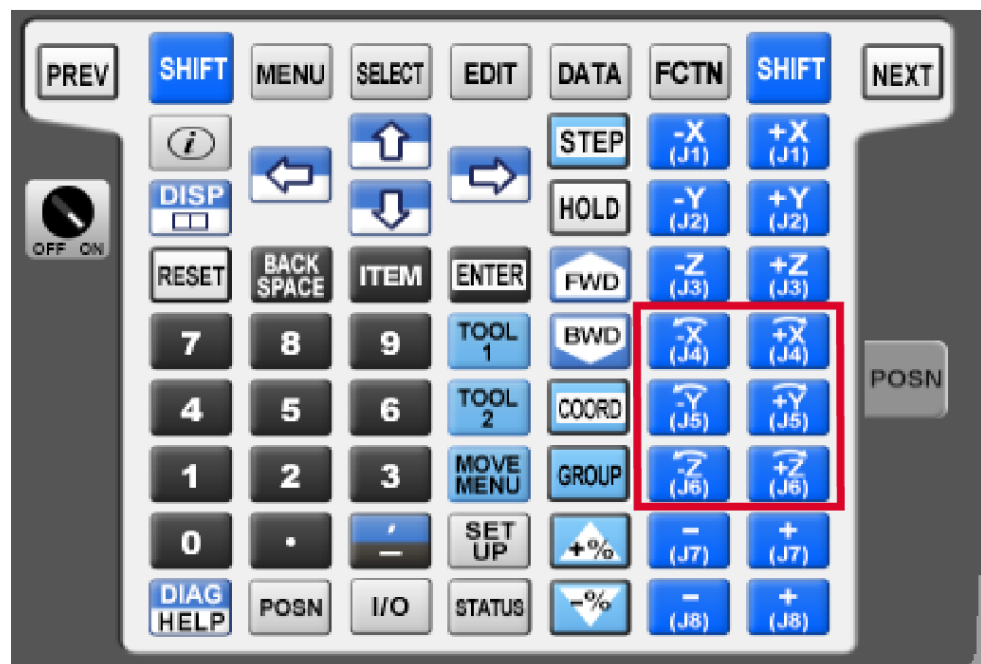 PREV SHIFT MENU SELECT EDIT DATA FCTN SHIFT NEXT
i STEP -X (J1) +X (J1)
DISP HOLD -Y (J2) +Y (J2)
OFF ON
RESET BACK SPACE ITEM ENTER FWD -Z (J3) +Z (J3)
7 8 9 TOOL 1 BWD -X (J4) +X (J4)
POSN
4 5 6 TOOL 2 COORD -Y (J5) +Y (J5)
1 2 3 MOVE MENU GROUP -Z (J6) +Z (J6)
0 . , - SET UP +% - (J7) + (J7)
DIAG HELP POSN I/O STATUS -% - (J8) + (J8)